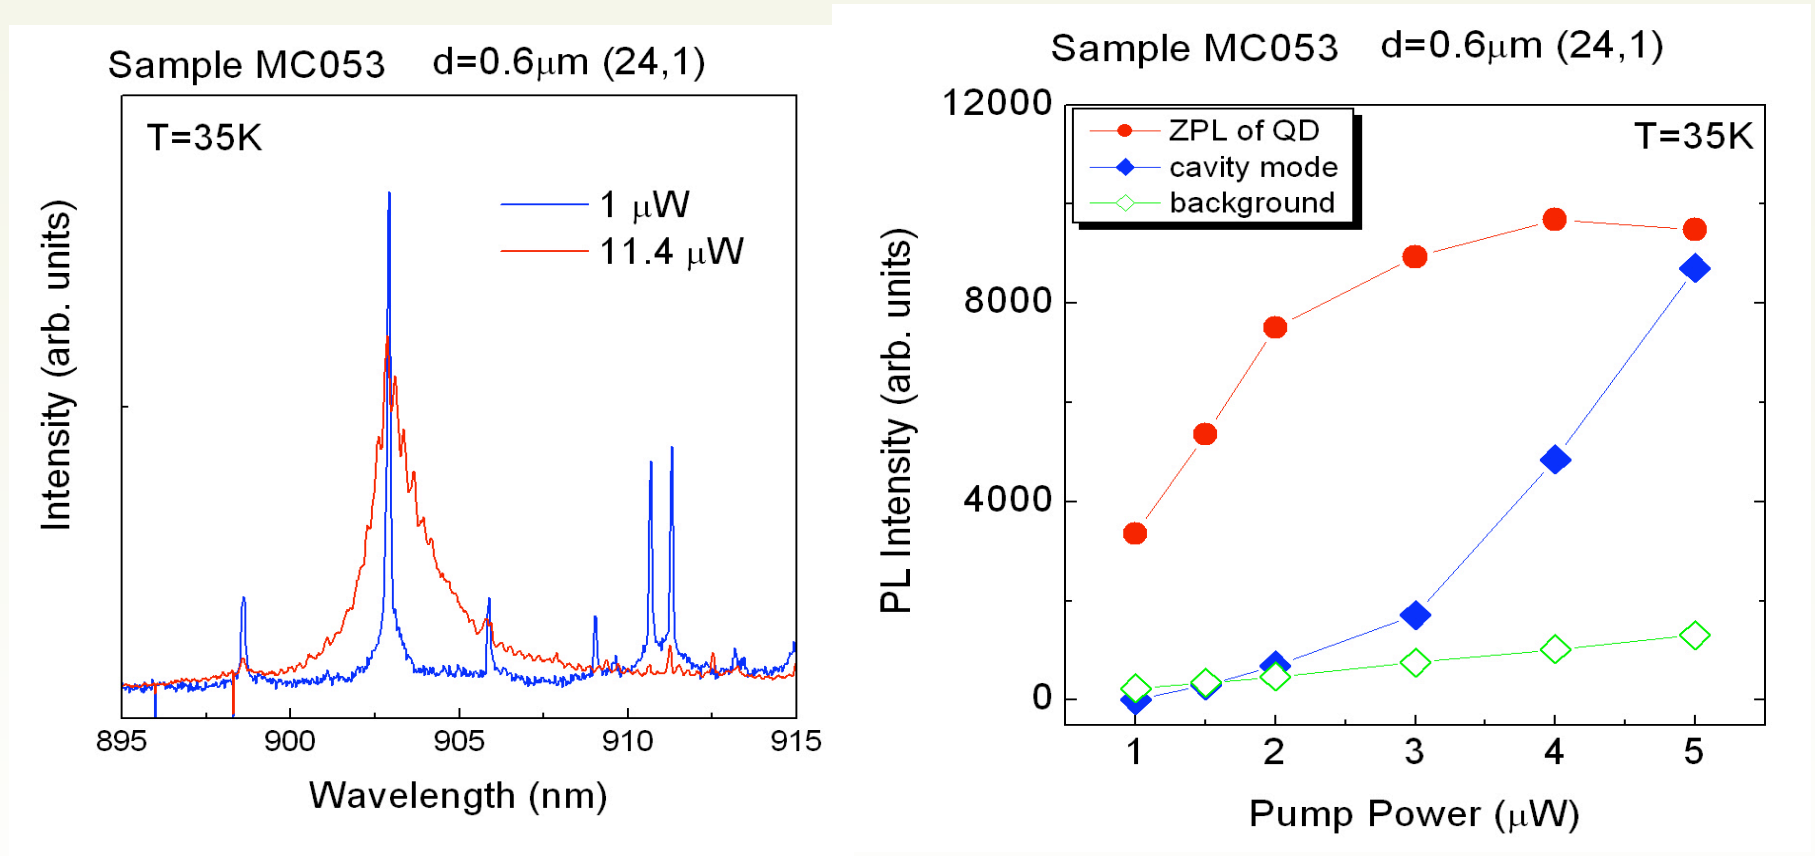 Sample MC053 d=0.6μm (24,1)
T=35K
1 μW
11.4 μW
Intensity (arb. units)
895 900 905 910 915
Wavelength (nm)
Sample MC053 d=0.6μm (24,1)
12000
ZPL of QD
cavity mode
background
T=35K
8000
4000
0
PL Intensity (arb. units)
1 2 3 4 5
Pump Power (μW)